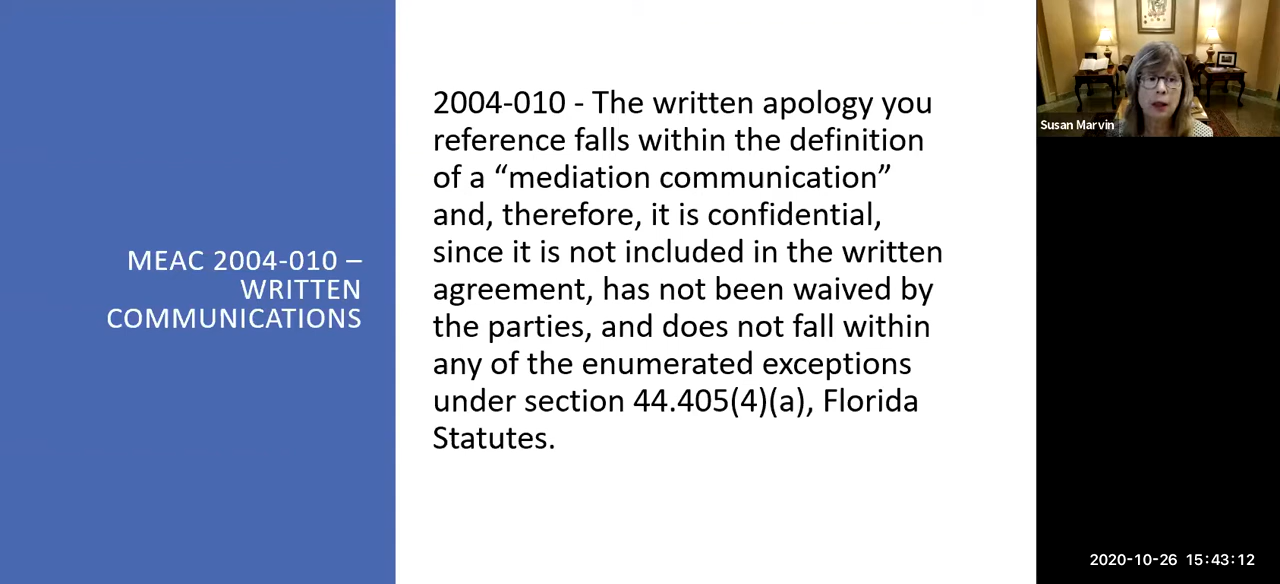 MEAC 2004-010 –
WRITTEN
COMMUNICATIONS
2004-010 - The written apology you
reference falls within the definition
of a “mediation communication”
and, therefore, it is confidential,
since it is not included in the written
agreement, has not been waived by
the parties, and does not fall within
any of the enumerated exceptions
under section 44.405(4)(a), Florida
Statutes.
Susan Marvin
2020-10-26 15:43:12